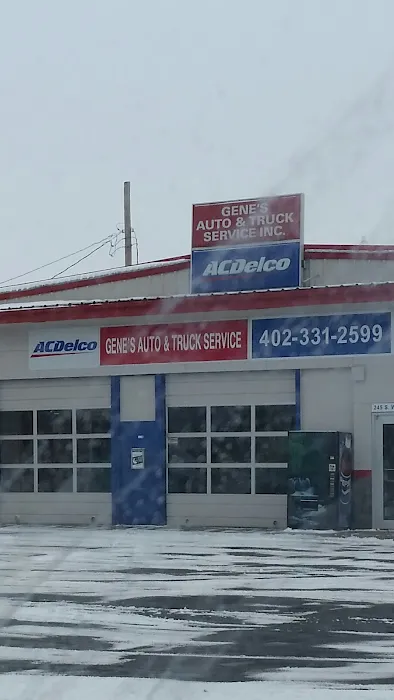 GENE'S
AUTO & TRUCK
SERVICE INC.
ACDelco
ACDelco
GENE'S AUTO & TRUCK SERVICE
402-331-2599